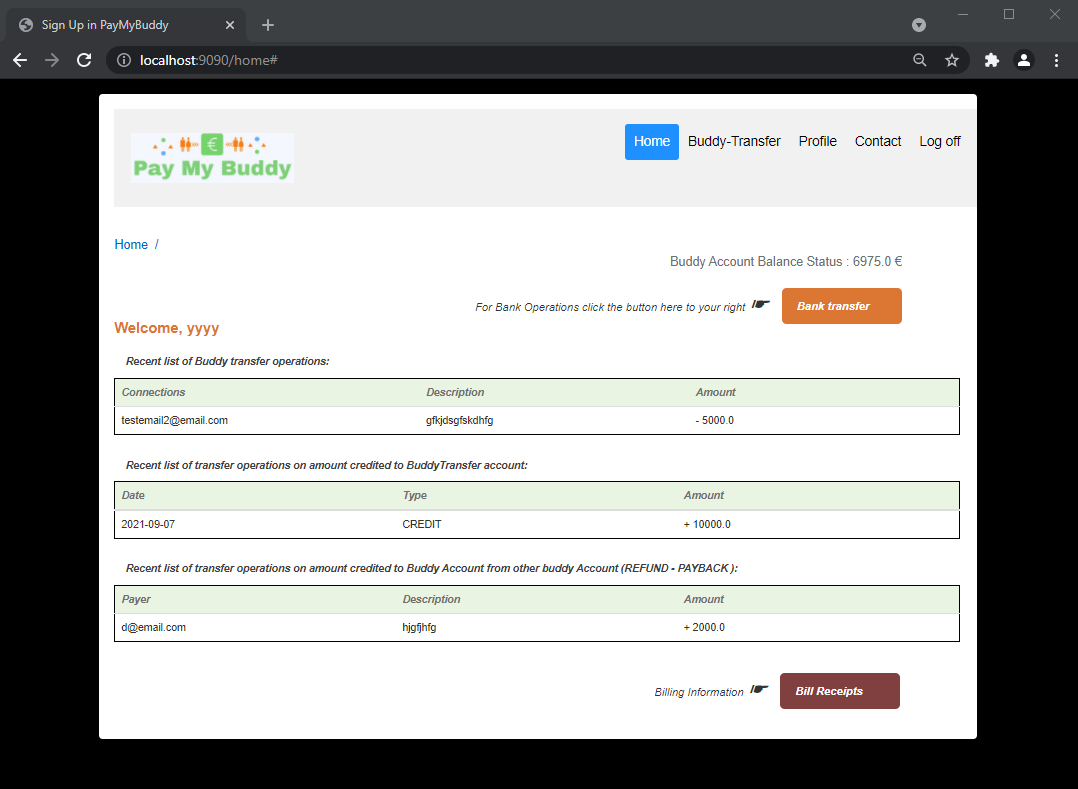 Sign Up in PayMyBuddy
localhost:9090/home#
€
Pay My Buddy
Home Buddy-Transfer Profile Contact Log off
Home /
Buddy Account Balance Status : 6975.0 €
For Bank Operations click the button here to your right ☛ Bank transfer
Welcome, yyyy
Recent list of Buddy transfer operations:
Connections Description Amount
testemail2@email.com gfkjdsgfskdhfg - 5000.0
Recent list of transfer operations on amount credited to BuddyTransfer account:
Date Type Amount
2021-09-07 CREDIT + 10000.0
Recent list of transfer operations on amount credited to Buddy Account from other buddy Account (REFUND - PAYBACK ):
Payer Description Amount
d@email.com hjgfjhfg + 2000.0
Billing Information ☛ Bill Receipts